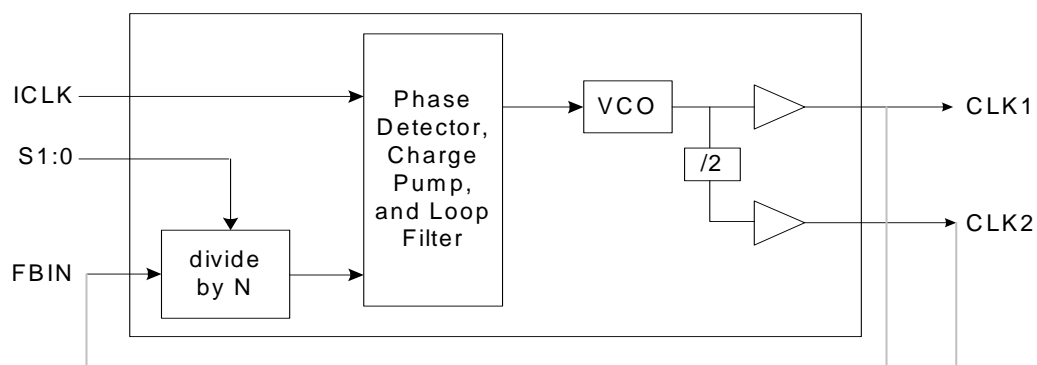 ICLK
S1:0
FBIN
divide
by N
Phase
Detector,
Charge
Pump,
and Loop
Filter
VCO
/2
CLK1
CLK2